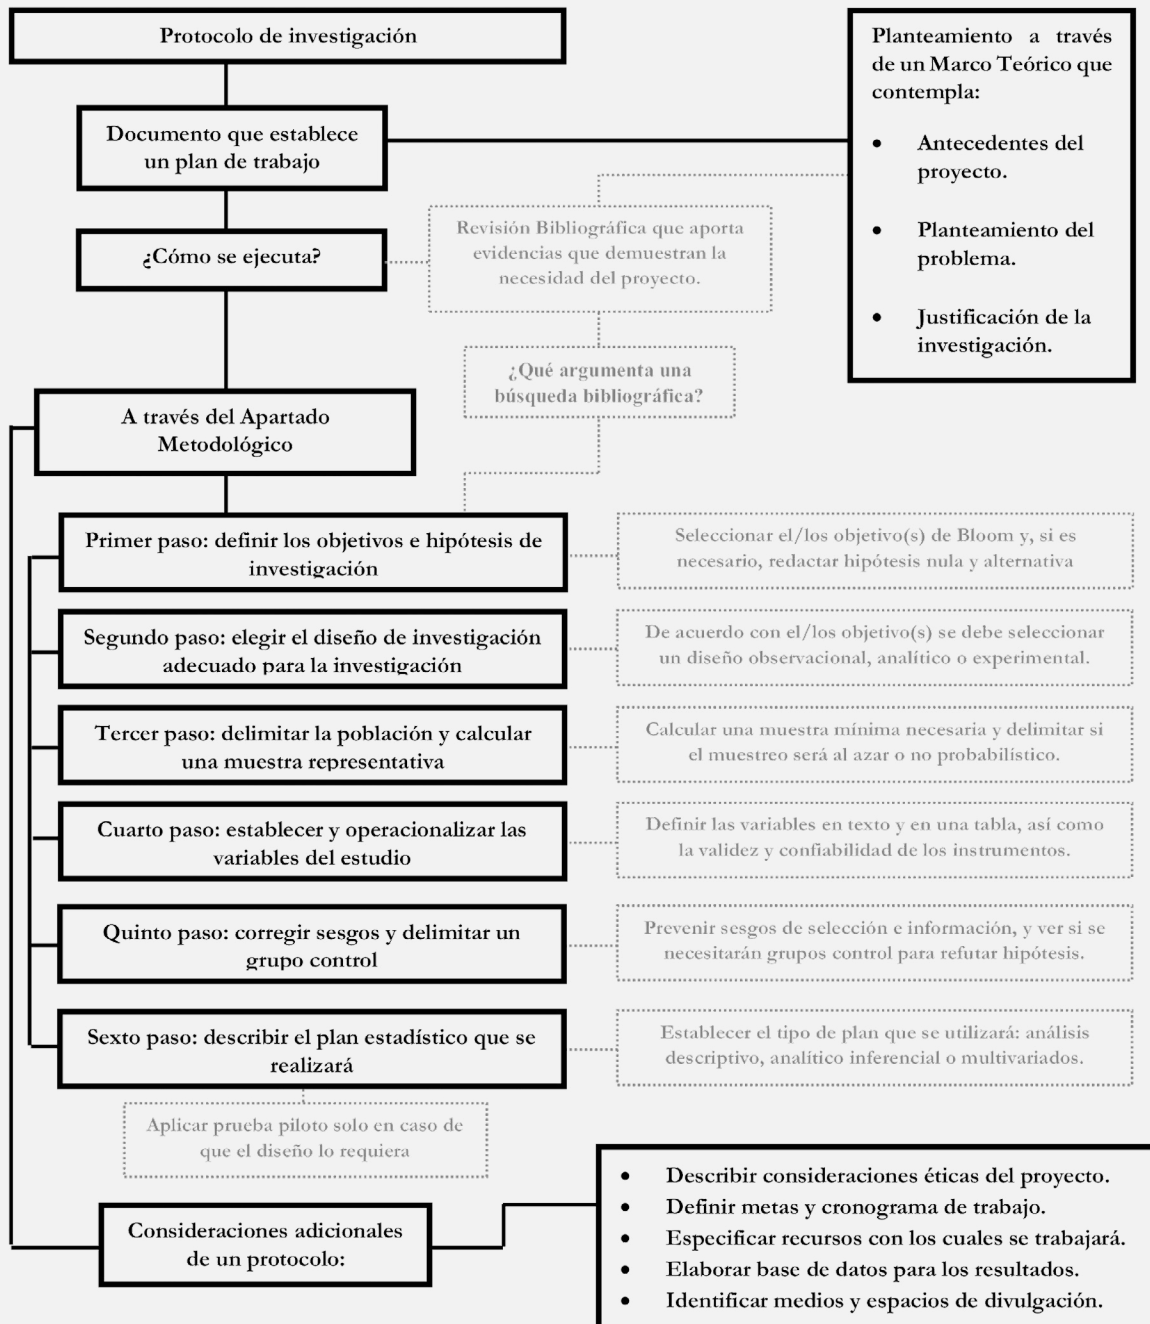 Protocolo de investigación
Planteamiento a través
de un Marco Teórico que
contempla:
• Antecedentes del
proyecto.
• Planteamiento del
problema.
• Justificación de la
investigación.
Documento que establece
un plan de trabajo
¿Cómo se ejecuta?
Revisión Bibliográfica que aporta
evidencias que demuestran la
necesidad del proyecto.
¿Qué argumenta una
búsqueda bibliográfica?
A través del Apartado
Metodológico
Primer paso: definir los objetivos e hipótesis de
investigación
Seleccionar el/los objetivo(s) de Bloom y, si es
necesario, redactar hipótesis nula y alternativa
Segundo paso: elegir el diseño de investigación
adecuado para la investigación
De acuerdo con el/los objetivo(s) se debe seleccionar
un diseño observacional, analítico o experimental.
Tercer paso: delimitar la población y calcular
una muestra representativa
Calcular una muestra mínima necesaria y delimitar si
el muestreo será al azar o no probabilístico.
Cuarto paso: establecer y operacionalizar las
variables del estudio
Definir las variables en texto y en una tabla, así como
la validez y confiabilidad de los instrumentos.
Quinto paso: corregir sesgos y delimitar un
grupo control
Prevenir sesgos de selección e información, y ver si se
necesitarán grupos control para refutar hipótesis.
Sexto paso: describir el plan estadístico que se
realizará
Establecer el tipo de plan que se utilizará: análisis
descriptivo, analítico inferencial o multivariados.
Aplicar prueba piloto solo en caso de
que el diseño lo requiera
Consideraciones adicionales
de un protocolo:
• Describir consideraciones éticas del proyecto.
• Definir metas y cronograma de trabajo.
• Especificar recursos con los cuales se trabajará.
• Elaborar base de datos para los resultados.
• Identificar medios y espacios de divulgación.